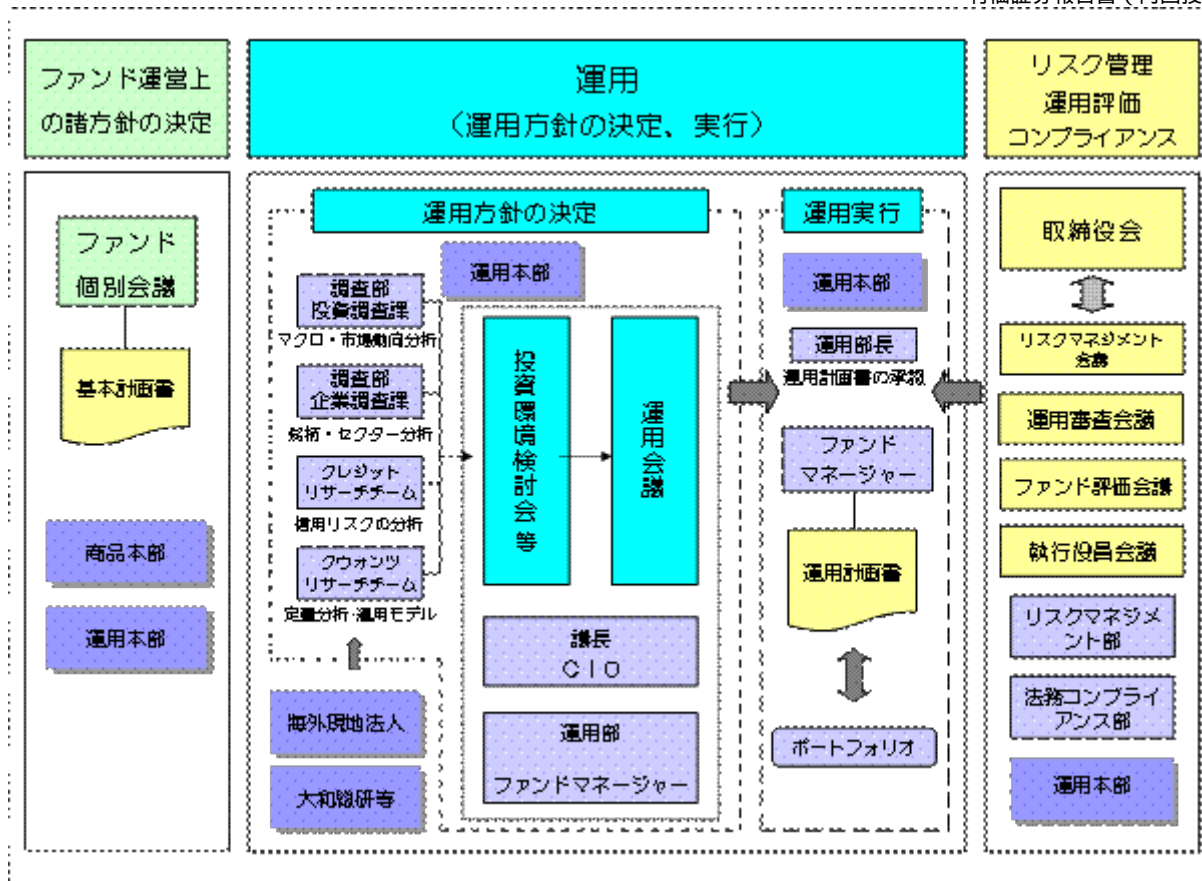 ファンド運営上
の諸方針の決定
運用
(運用方針の決定、実行)
リスク管理
運用評価
コンプライアンス
ファンド
個別会議
基本計画書
商品本部
運用本部
運用方針の決定
運用本部
調査部
投資調査課
マクロ・市場動向分析
調査部
企業調査課
銘柄・セクター分析
クレジット
リサーチチーム
信用リスクの分析
クウォンツ
リサーチチーム
定量分析・運用モデル
海外現地法人
大和総研等
投資環境検討会等
運用会議
議長
CIO
運用部
ファンドマネージャー
運用実行
運用本部
運用部長
運用計画書の承認
ファンド
マネージャー
運用計画書
ポートフォリオ
取締役会
リスクマネジメント
会議
運用審査会議
ファンド評価会議
執行役員会議
リスクマネジメ
ント部
法務コンプライ
アンス部
運用本部